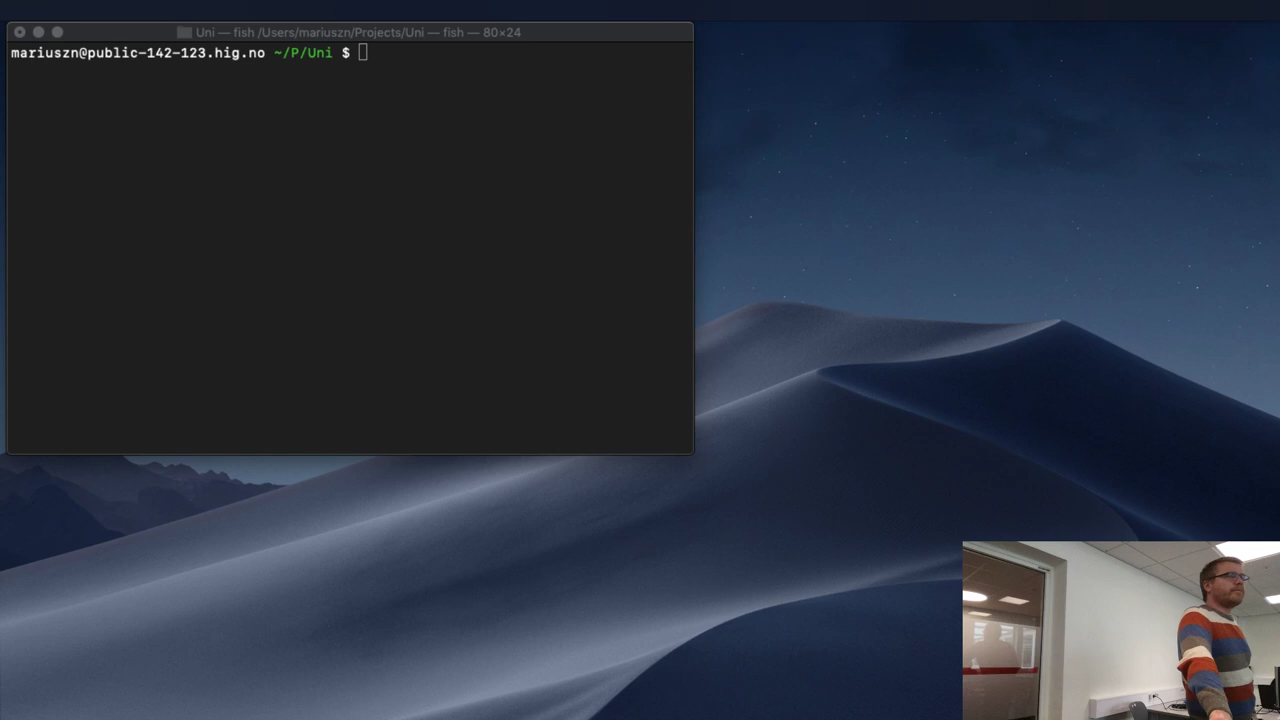 Uni — fish /Users/mariuszn/Projects/Uni — fish — 80×24
mariuszn@public-142-123.hig.no ~/P/Uni $